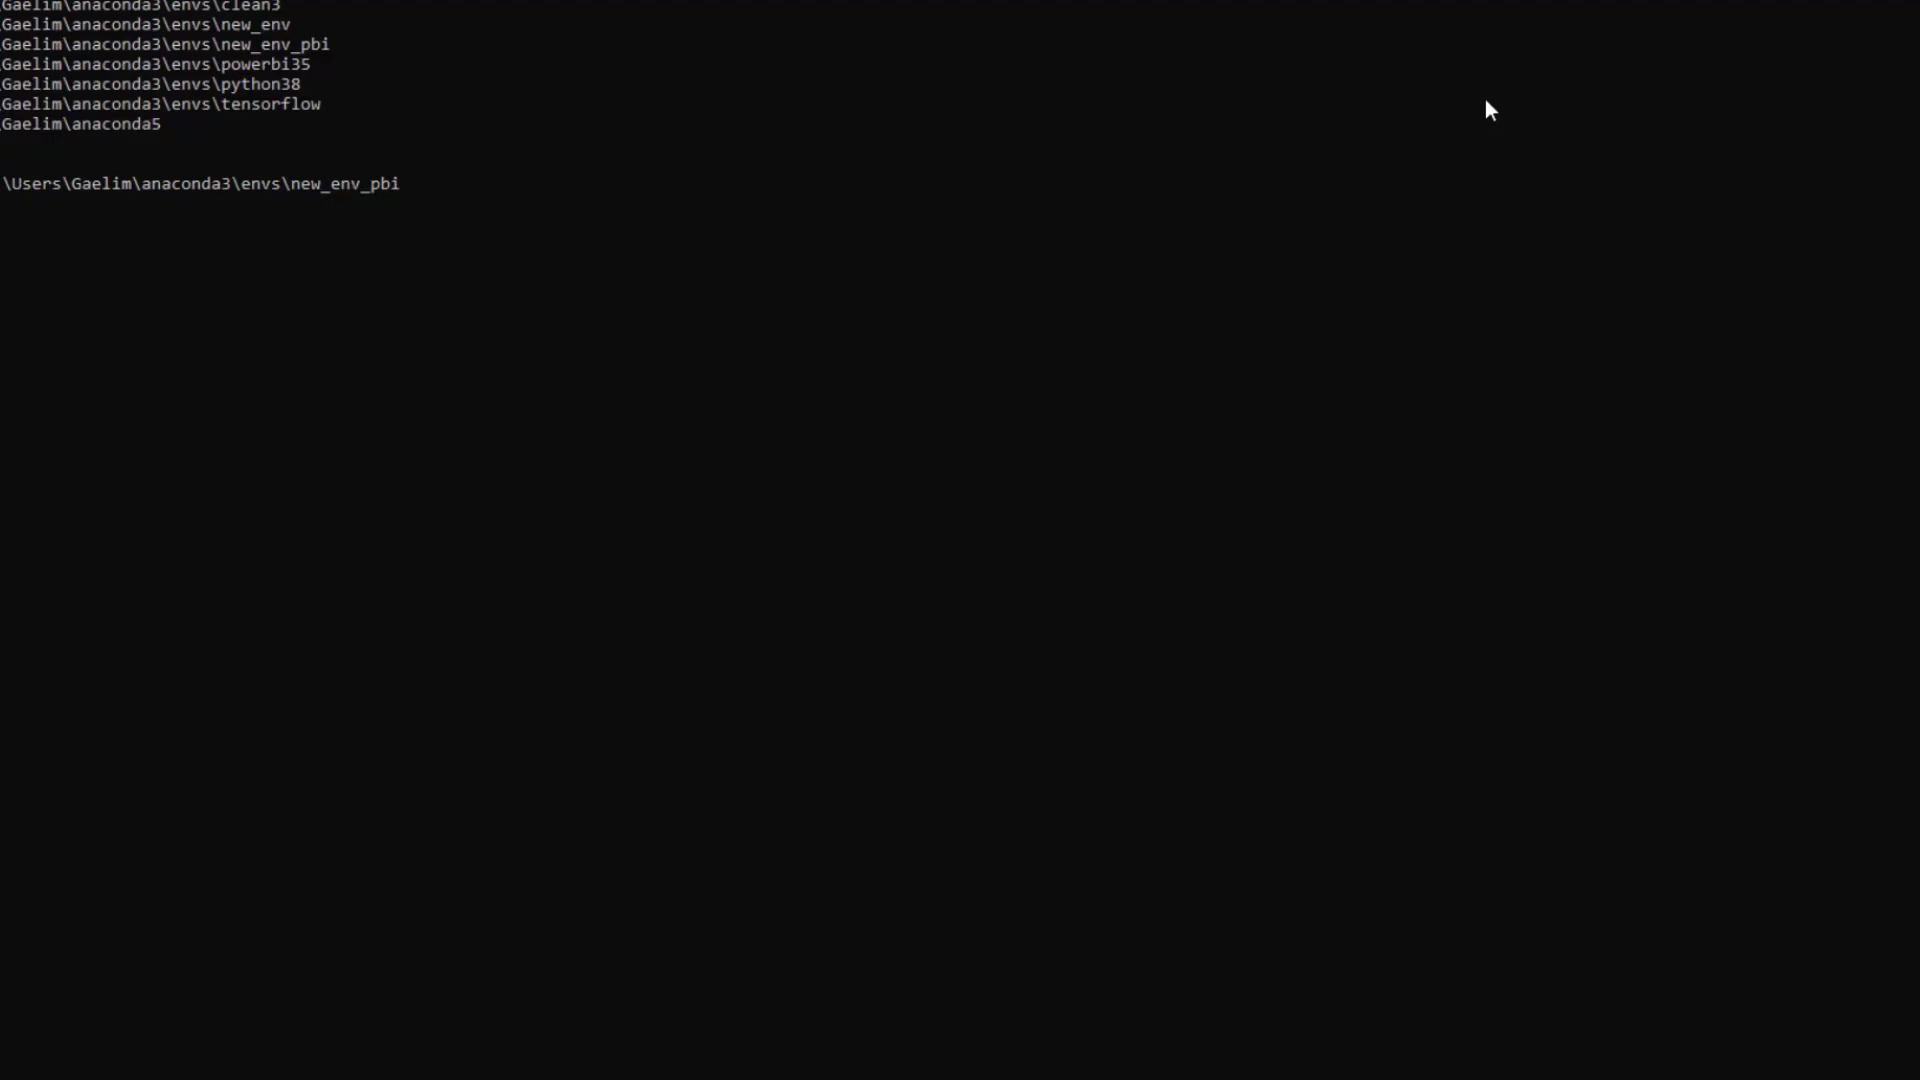 \Gaelim\anaconda3\envs\clean3
\Gaelim\anaconda3\envs\new_env
\Gaelim\anaconda3\envs\new_env_pbi
\Gaelim\anaconda3\envs\powerbi35
\Gaelim\anaconda3\envs\python38
\Gaelim\anaconda3\envs\tensorflow
\Gaelim\anaconda5
\Users\Gaelim\anaconda3\envs\new_env_pbi